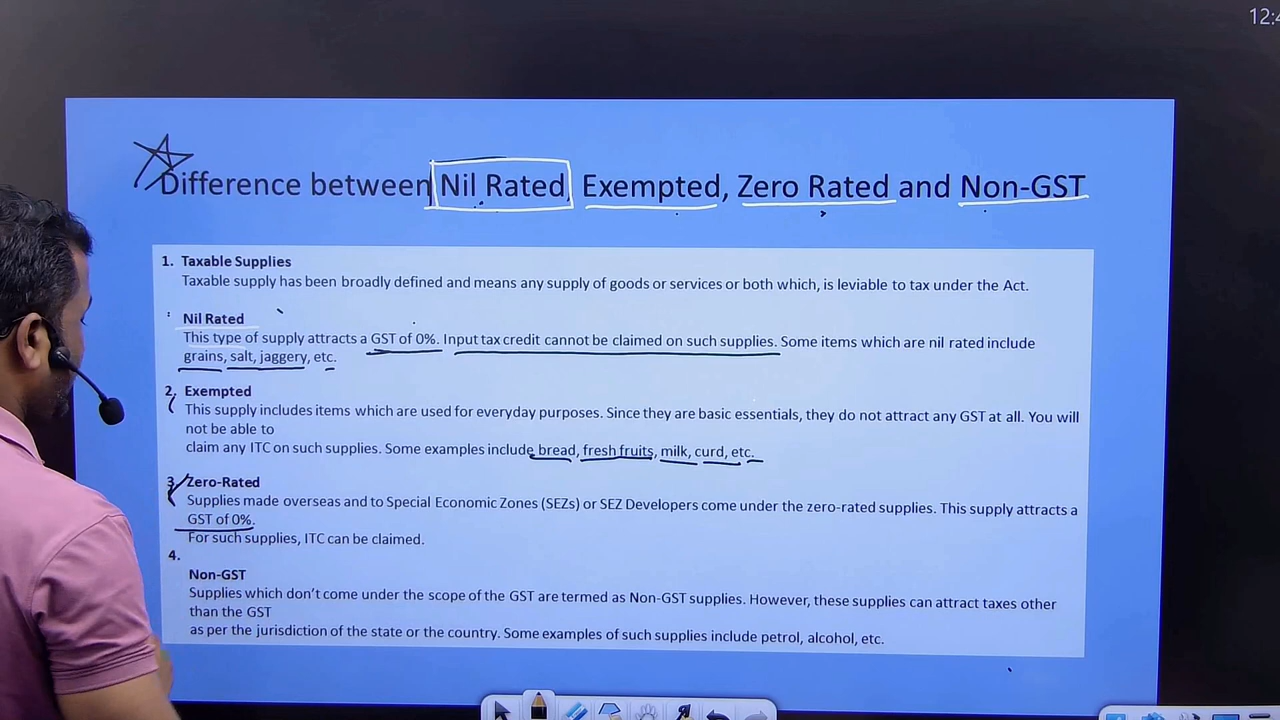 12:4
Difference between Nil Rated, Exempted, Zero Rated and Non-GST
1. Taxable Supplies
Taxable supply has been broadly defined and means any supply of goods or services or both which, is leviable to tax under the Act.
Nil Rated
This type of supply attracts a GST of 0%. Input tax credit cannot be claimed on such supplies. Some items which are nil rated include
grains, salt, jaggery, etc.
2. Exempted
This supply includes items which are used for everyday purposes. Since they are basic essentials, they do not attract any GST at all. You will
not be able to
claim any ITC on such supplies. Some examples include bread, fresh fruits, milk, curd, etc.
3. Zero-Rated
Supplies made overseas and to Special Economic Zones (SEZs) or SEZ Developers come under the zero-rated supplies. This supply attracts a
GST of 0%.
For such supplies, ITC can be claimed.
4.
Non-GST
Supplies which don't come under the scope of the GST are termed as Non-GST supplies. However, these supplies can attract taxes other
than the GST
as per the jurisdiction of the state or the country. Some examples of such supplies include petrol, alcohol, etc.